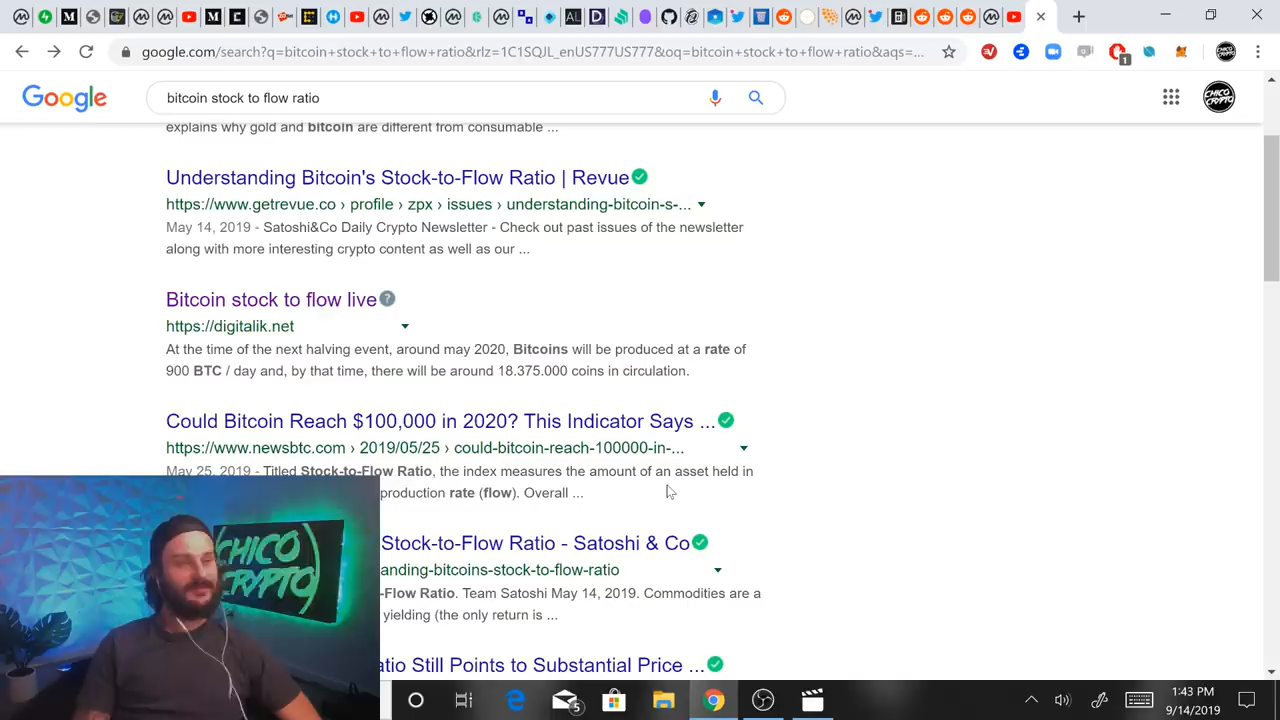 google.com/search?q=bitcoin+stock+to+flow+ratio&rlz=1C1SQJL_enUS777US777&oq=bitcoin+stock+to+flow+ratio&aqs=...
1
Google
bitcoin stock to flow ratio
CHICO CRYPTO
explains why gold and bitcoin are different from consumable ...
Understanding Bitcoin's Stock-to-Flow Ratio | Revue
https://www.getrevue.co › profile › zpx › issues › understanding-bitcoin-s-...
May 14, 2019 - Satoshi&Co Daily Crypto Newsletter - Check out past issues of the newsletter
along with more interesting crypto content as well as our ...
Bitcoin stock to flow live
https://digitalik.net
At the time of the next halving event, around may 2020, Bitcoins will be produced at a rate of
900 BTC / day and, by that time, there will be around 18.375.000 coins in circulation.
Could Bitcoin Reach $100,000 in 2020? This Indicator Says ...
https://www.newsbtc.com › 2019/05/25 › could-bitcoin-reach-100000-in-...
May 25, 2019 - Titled Stock-to-Flow Ratio, the index measures the amount of an asset held in
production rate (flow). Overall ...
Stock-to-Flow Ratio - Satoshi & Co
anding-bitcoins-stock-to-flow-ratio
-Flow Ratio. Team Satoshi May 14, 2019. Commodities are a
yielding (the only return is ...
atio Still Points to Substantial Price ...
CHICO
CRYPTO
5
1:43 PM
9/14/2019